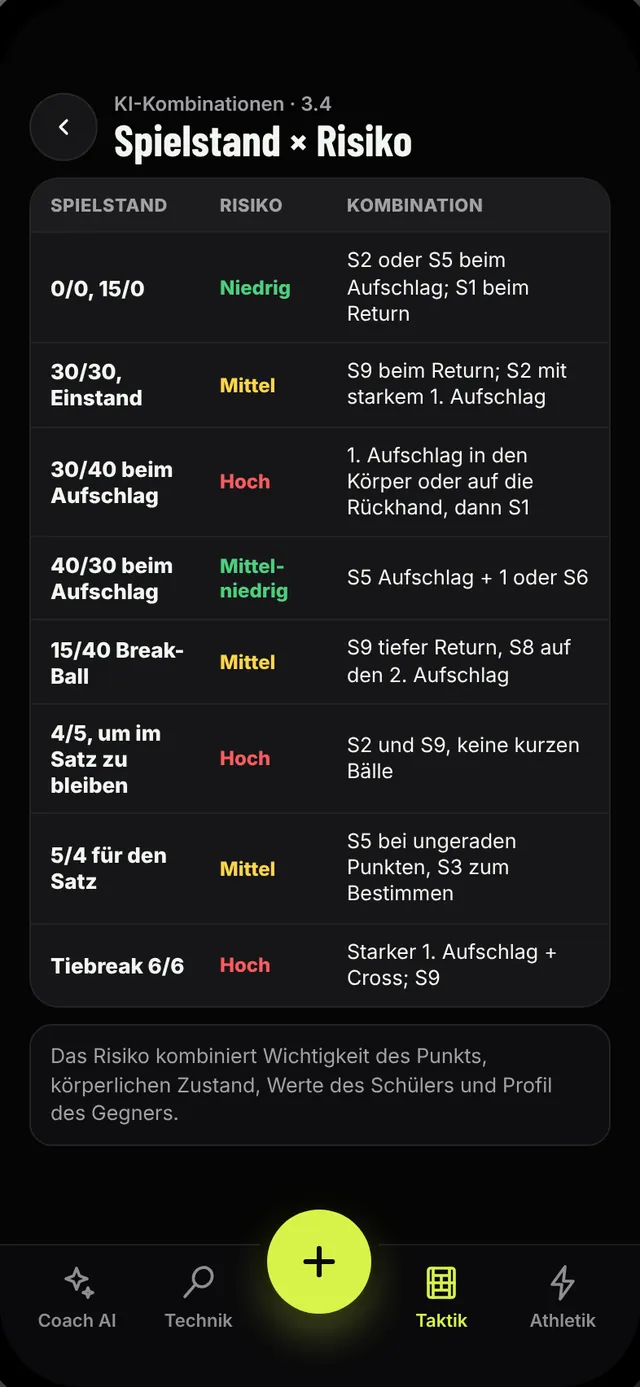 KI-Kombinationen · 3.4
Spielstand × Risiko
SPIELSTAND RISIKO KOMBINATION
0/0, 15/0 Niedrig S2 oder S5 beim
Aufschlag; S1 beim
Return
30/30,
Einstand Mittel S9 beim Return; S2 mit
starkem 1. Aufschlag
30/40 beim
Aufschlag Hoch 1. Aufschlag in den
Körper oder auf die
Rückhand, dann S1
40/30 beim
Aufschlag Mittel-
niedrig S5 Aufschlag + 1 oder S6
15/40 Break-
Ball Mittel S9 tiefer Return, S8 auf
den 2. Aufschlag
4/5, um im
Satz zu
bleiben Hoch S2 und S9, keine kurzen
Bälle
5/4 für den
Satz Mittel S5 bei ungeraden
Punkten, S3 zum
Bestimmen
Tiebreak 6/6 Hoch Starker 1. Aufschlag +
Cross; S9
Das Risiko kombiniert Wichtigkeit des Punkts,
körperlichen Zustand, Werte des Schülers und Profil
des Gegners.
Coach AI Technik Taktik Athletik